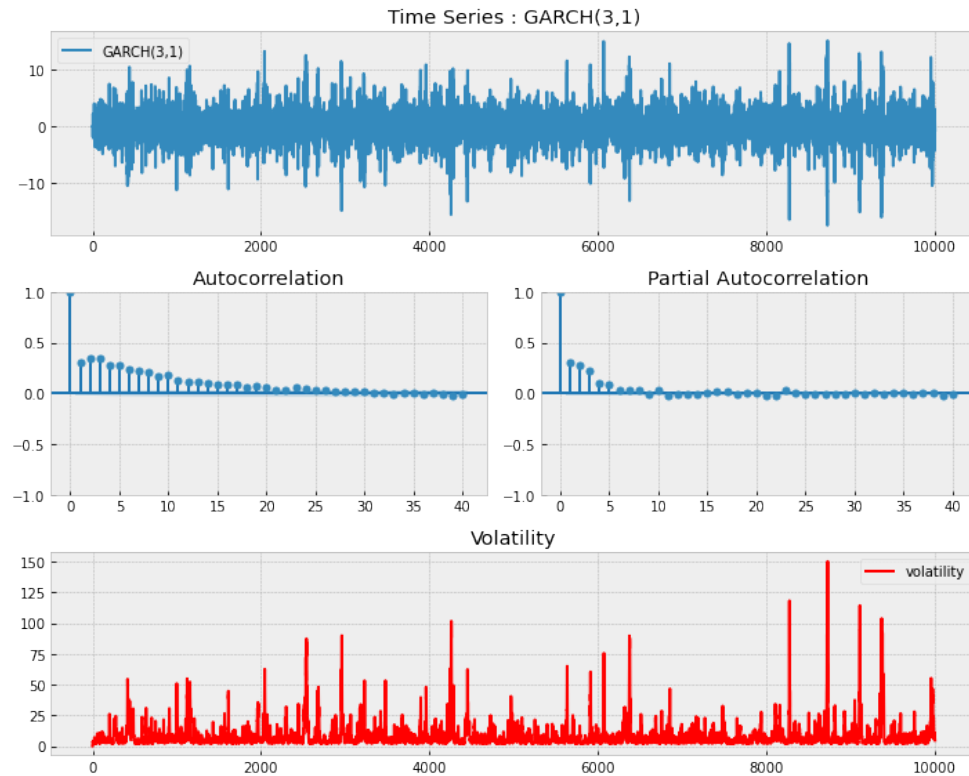 Time Series : GARCH(3,1)
GARCH(3,1)
10
0
−10
0 2000 4000 6000 8000 10000
Autocorrelation
1.0
0.5
0.0
−0.5
−1.0
0 5 10 15 20 25 30 35 40
Partial Autocorrelation
1.0
0.5
0.0
−0.5
−1.0
0 5 10 15 20 25 30 35 40
Volatility
volatility
150
125
100
75
50
25
0
0 2000 4000 6000 8000 10000